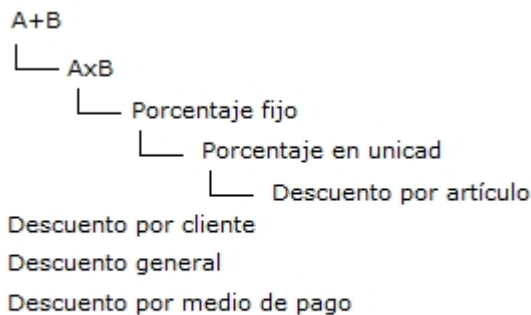 A+B
AxB
Porcentaje fijo
Porcentaje en unicad
Descuento por artículo
Descuento por cliente
Descuento general
Descuento por medio de pago